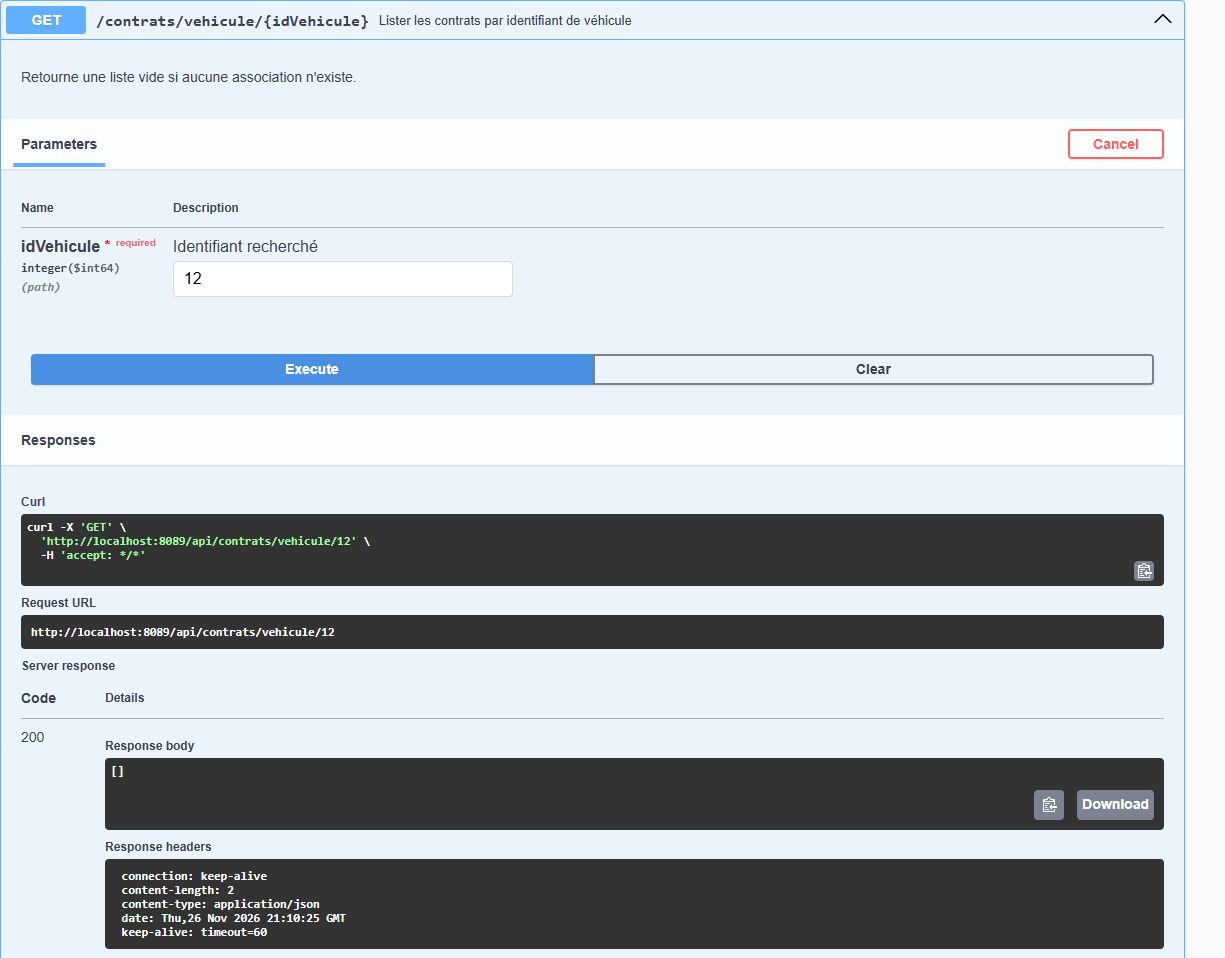 GET /contrats/vehicule/{idVehicule} Lister les contrats par identifiant de véhicule
Retourne une liste vide si aucune association n'existe.
Parameters
Cancel
Name Description
idVehicule * required Identifiant recherché
integer($int64)
(path)
12
Execute Clear
Responses
Curl
curl -X 'GET' \
'http://localhost:8089/api/contrats/vehicule/12' \
-H 'accept: */*'
Request URL
http://localhost:8089/api/contrats/vehicule/12
Server response
Code Details
200
Response body
[]
Download
Response headers
connection: keep-alive
content-length: 2
content-type: application/json
date: Thu,26 Nov 2026 21:10:25 GMT
keep-alive: timeout=60